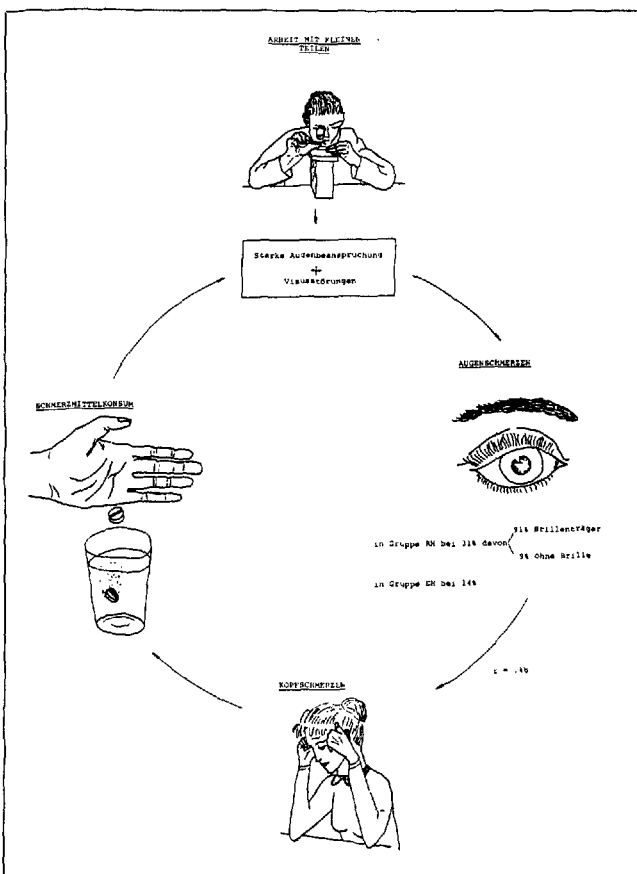 ARBEIT MIT KLEINEN
TEILEN
Starke Augenbeanspruchung
+
Visusstörungen
AUGENSCHMERZEN
SCHMERZMITTELKONSUM
91% Brillenträger
in Gruppe RM bei 31% davon
9% Ohne Brille
in Gruppe EM bei 14%
KOPFSCHMERZEN